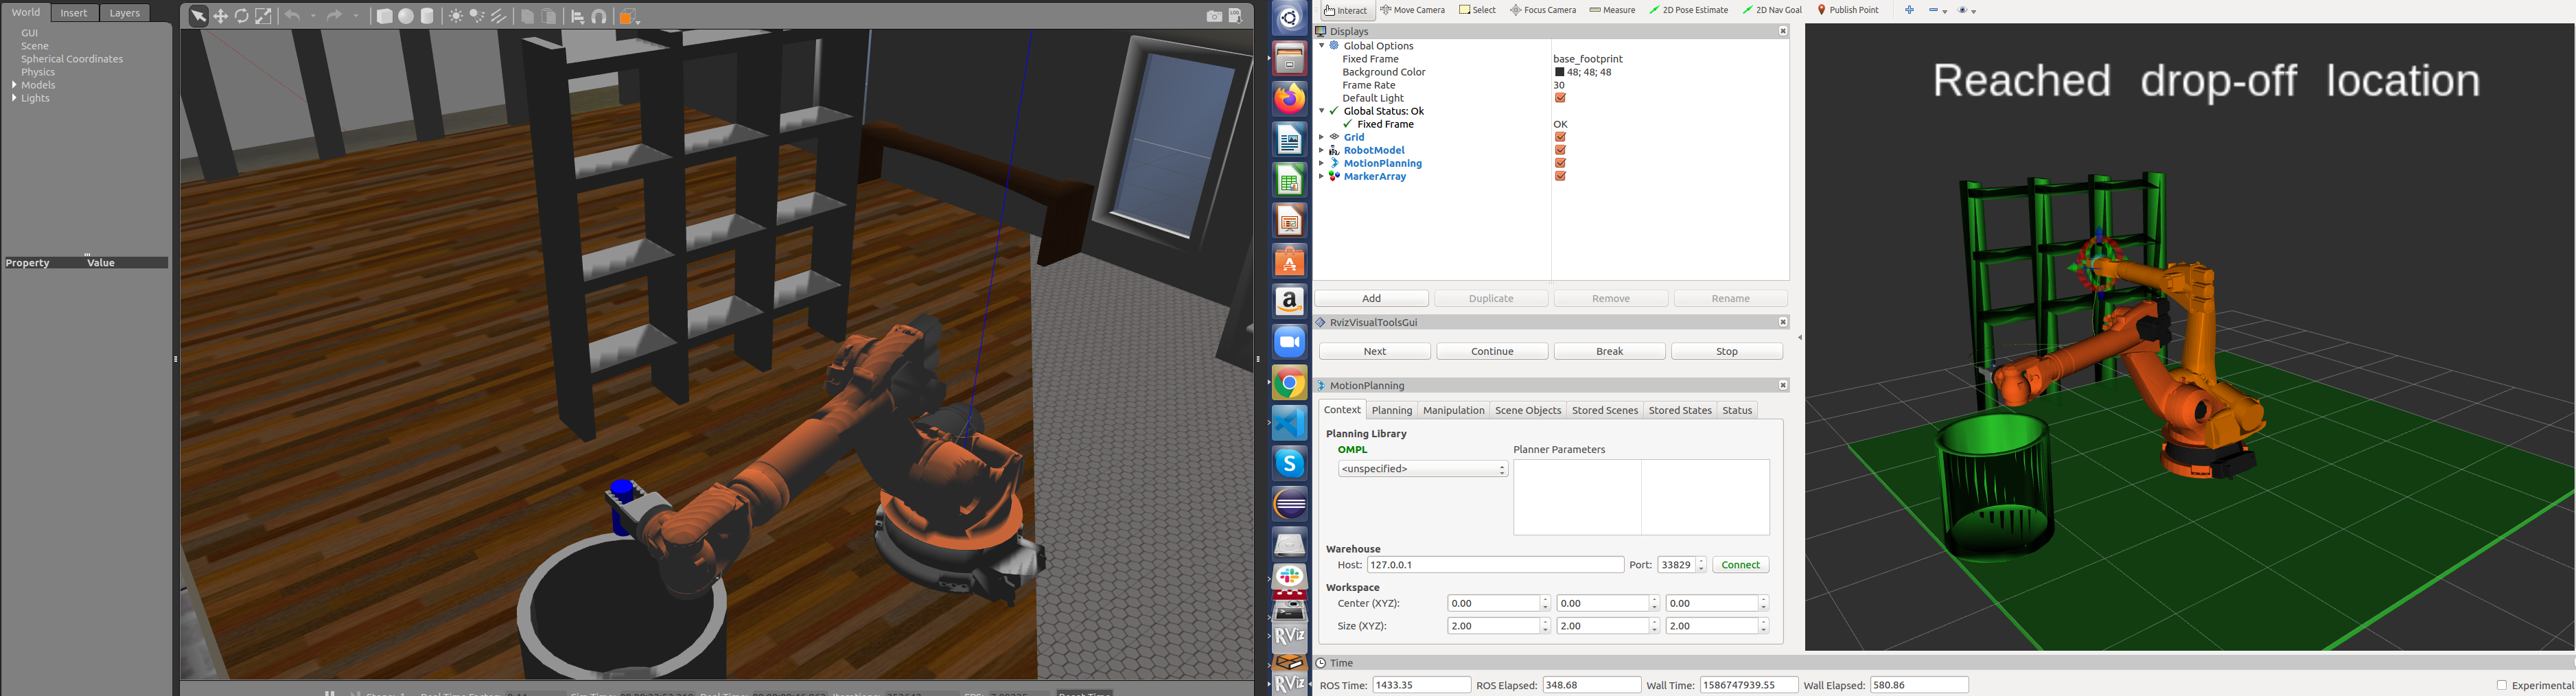 World Insert Layers
GUI
Scene
Spherical Coordinates
Physics
Models
Lights
Property Value
Interact Move Camera Select Focus Camera Measure 2D Pose Estimate 2D Nav Goal Publish Point
Displays
Global Options
Fixed Frame base_footprint
Background Color 48; 48; 48
Frame Rate 30
Default Light
Global Status: Ok
Fixed Frame OK
Grid
RobotModel
MotionPlanning
MarkerArray
Add Duplicate Remove Rename
RvizVisualToolsGui
Next Continue Break Stop
MotionPlanning
Context Planning Manipulation Scene Objects Stored Scenes Stored States Status
Planning Library
OMPL Planner Parameters
<unspecified>
Warehouse
Host: 127.0.0.1 Port: 33829 Connect
Workspace
Center (XYZ): 0.00 0.00 0.00
Size (XYZ): 2.00 2.00 2.00
Time
ROS Time: 1433.35 ROS Elapsed: 348.68 Wall Time: 1586747939.55 Wall Elapsed: 580.86 Experimental
Reached drop-off location
RViz
RViz